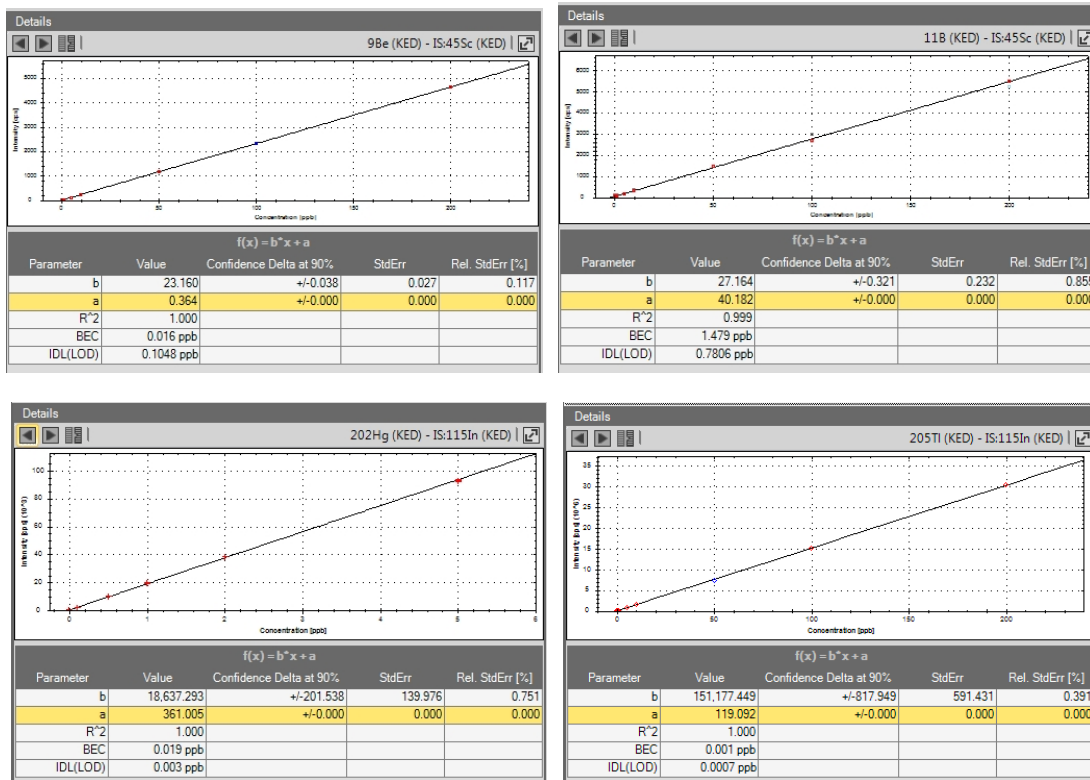 Details
9Be (KED) - IS:45Sc (KED)
Intensity [cps]
5000
4000
3000
2000
1000
0
0 50 100 150 200
Concentration [ppb]
f(x) = b*x + a
Parameter Value Confidence Delta at 90% StdErr Rel. StdErr [%]
b 23.160 +/-0.038 0.027 0.117
a 0.364 +/-0.000 0.000 0.000
R^2 1.000
BEC 0.016 ppb
IDL(LOD) 0.1048 ppb
Details
11B (KED) - IS:45Sc (KED)
Intensity [cps]
6000
5000
4000
3000
2000
1000
0
0 50 100 150 200
Concentration [ppb]
f(x) = b*x + a
Parameter Value Confidence Delta at 90% StdErr Rel. StdErr [%]
b 27.164 +/-0.321 0.232 0.855
a 40.182 +/-0.000 0.000 0.000
R^2 0.999
BEC 1.479 ppb
IDL(LOD) 0.7806 ppb
Details
202Hg (KED) - IS:115In (KED)
Intensity [cps] (10^3)
100
80
60
40
20
0
0 1 2 3 4 5 6
Concentration [ppb]
f(x) = b*x + a
Parameter Value Confidence Delta at 90% StdErr Rel. StdErr [%]
b 18,637.293 +/-201.538 139.976 0.751
a 361.005 +/-0.000 0.000 0.000
R^2 1.000
BEC 0.019 ppb
IDL(LOD) 0.003 ppb
Details
205Tl (KED) - IS:115In (KED)
Intensity [cps] (10^6)
35
30
25
20
15
10
5
0
0 50 100 150 200
Concentration [ppb]
f(x) = b*x + a
Parameter Value Confidence Delta at 90% StdErr Rel. StdErr [%]
b 151,177.449 +/-817.949 591.431 0.391
a 119.092 +/-0.000 0.000 0.000
R^2 1.000
BEC 0.001 ppb
IDL(LOD) 0.0007 ppb